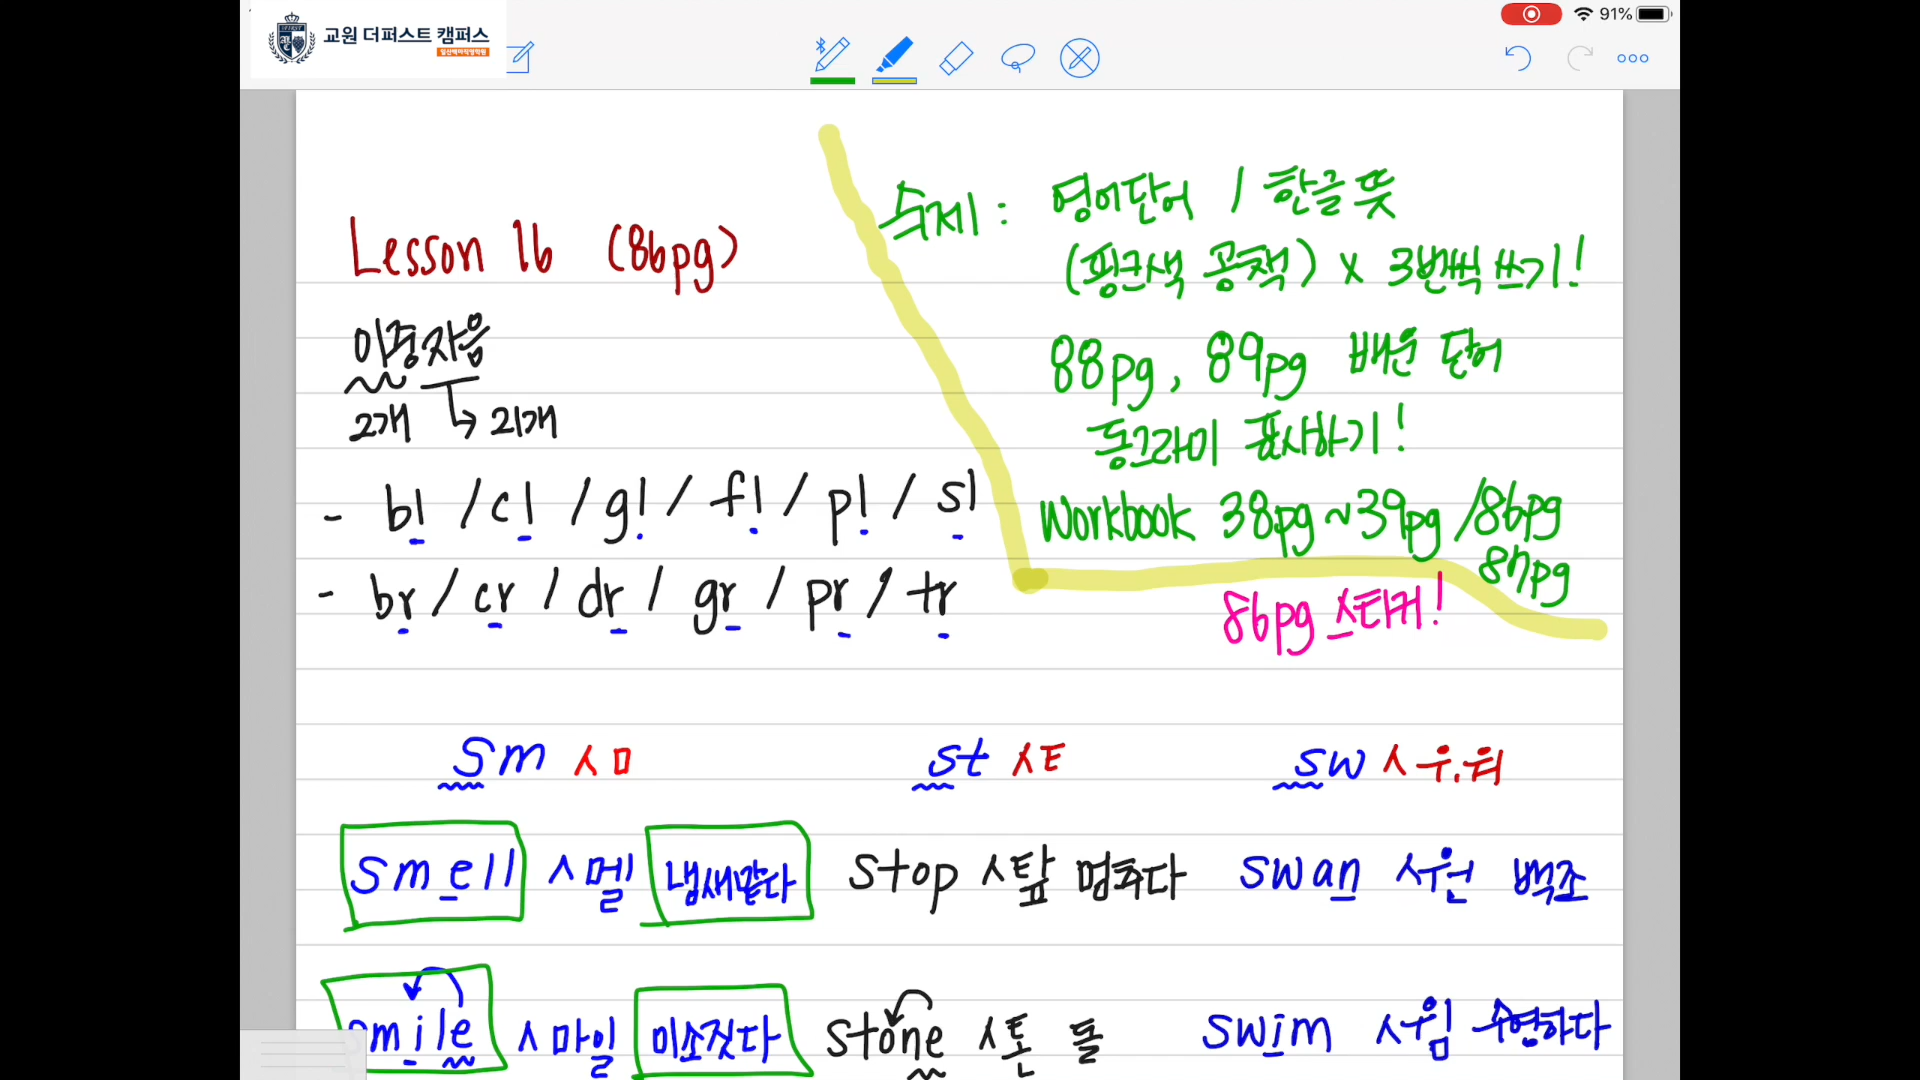 교원 더퍼스트 캠퍼스
91%
Lesson 16 (86pg)
이중자음
2개 → 21개
- bl / cl / gl / fl / pl / sl
- br / cr / dr / gr / pr / tr
숙제 : 영어단어 / 한글뜻
(핑크색 공책) x 3번씩 쓰기!
88pg, 89pg 배운 단어
동그라미 표시하기!
Workbook 38pg~39pg /86pg
87pg
86pg 스티커!
sm 스ㅁ st 스ㅌ sw 스우.워
smell 스멜 냄새맡다 stop 스탑 멈추다 swan 스원 백조
smile 스마일 미소짓다 stone 스톤 돌 swim 스윔 수영하다